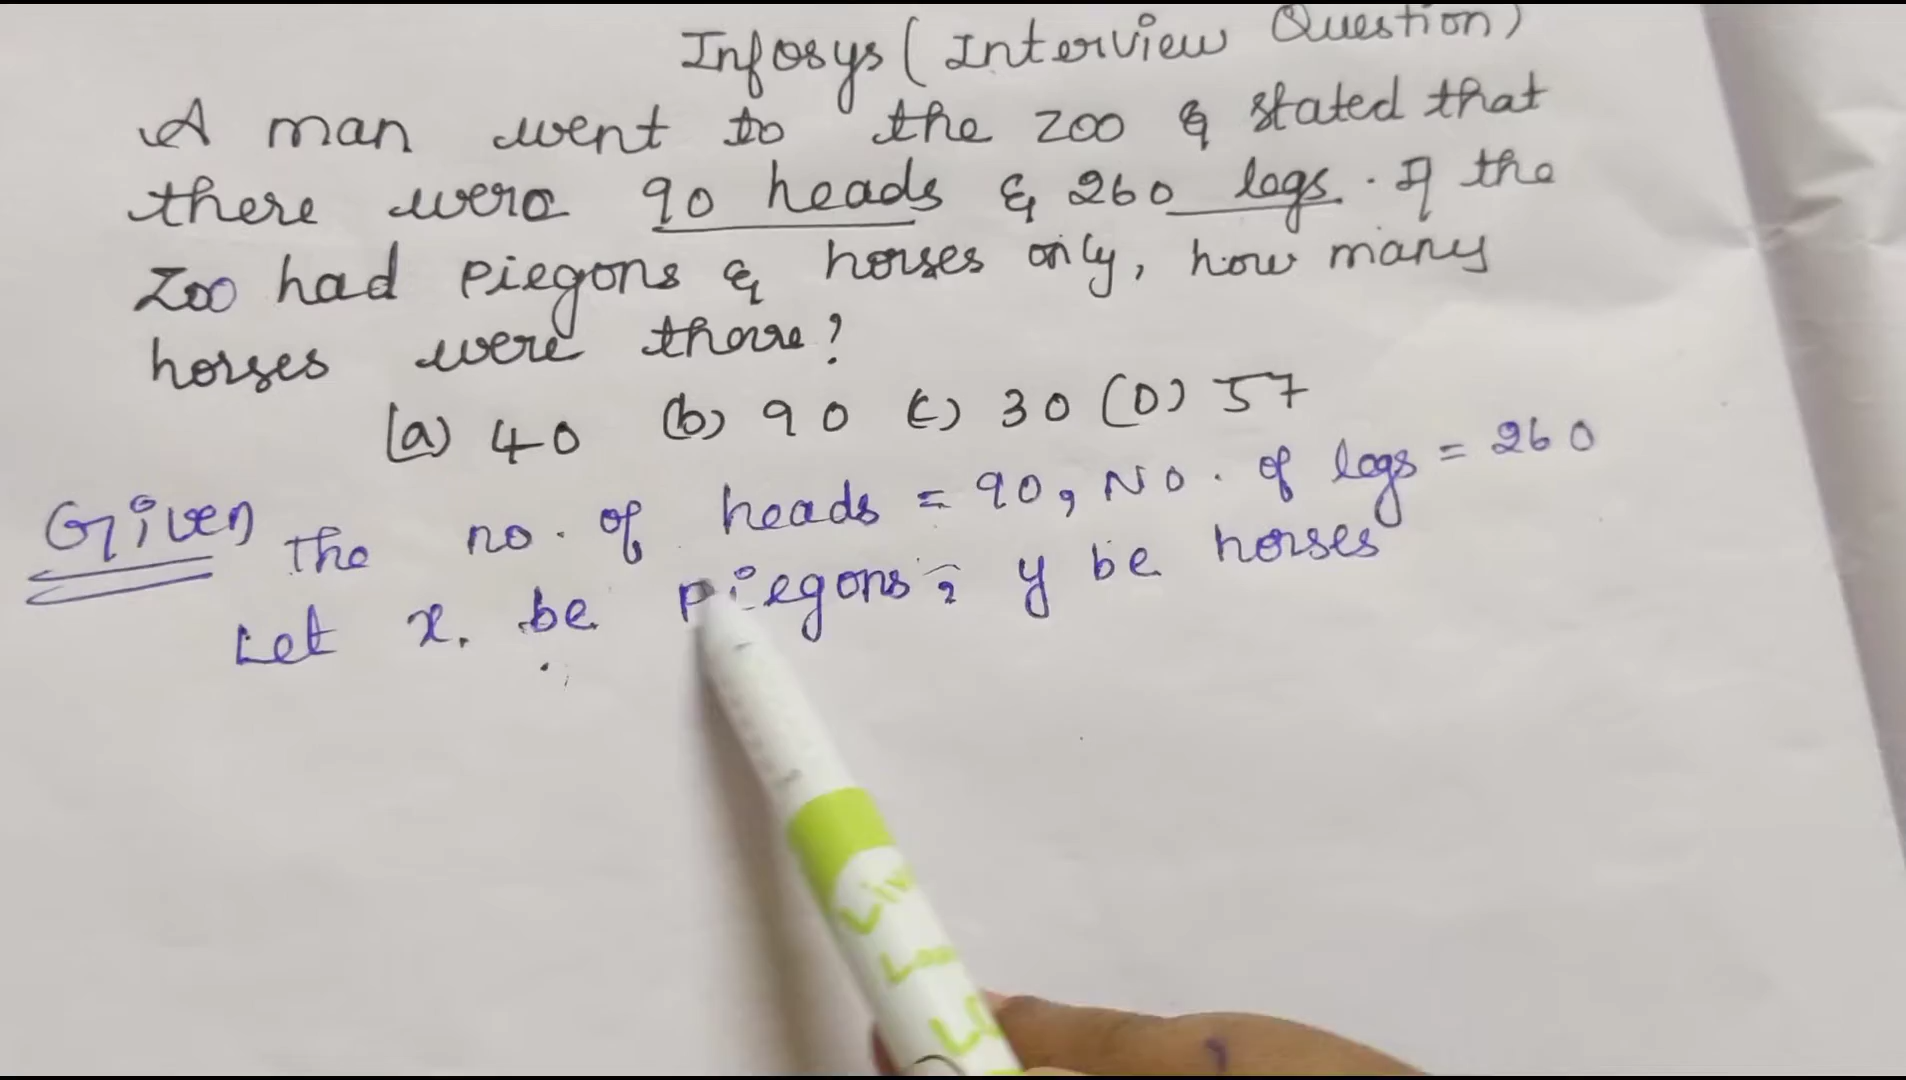 Infosys (Interview Question)
A man went to the zoo & stated that
there were 90 heads & 260 legs. If the
Zoo had piegons & horses only, how many
horses were there?
(a) 40 (b) 90 (c) 30 (D) 57
Given the no. of heads = 90, No. of legs = 260
Let x. be piegons, y be horses